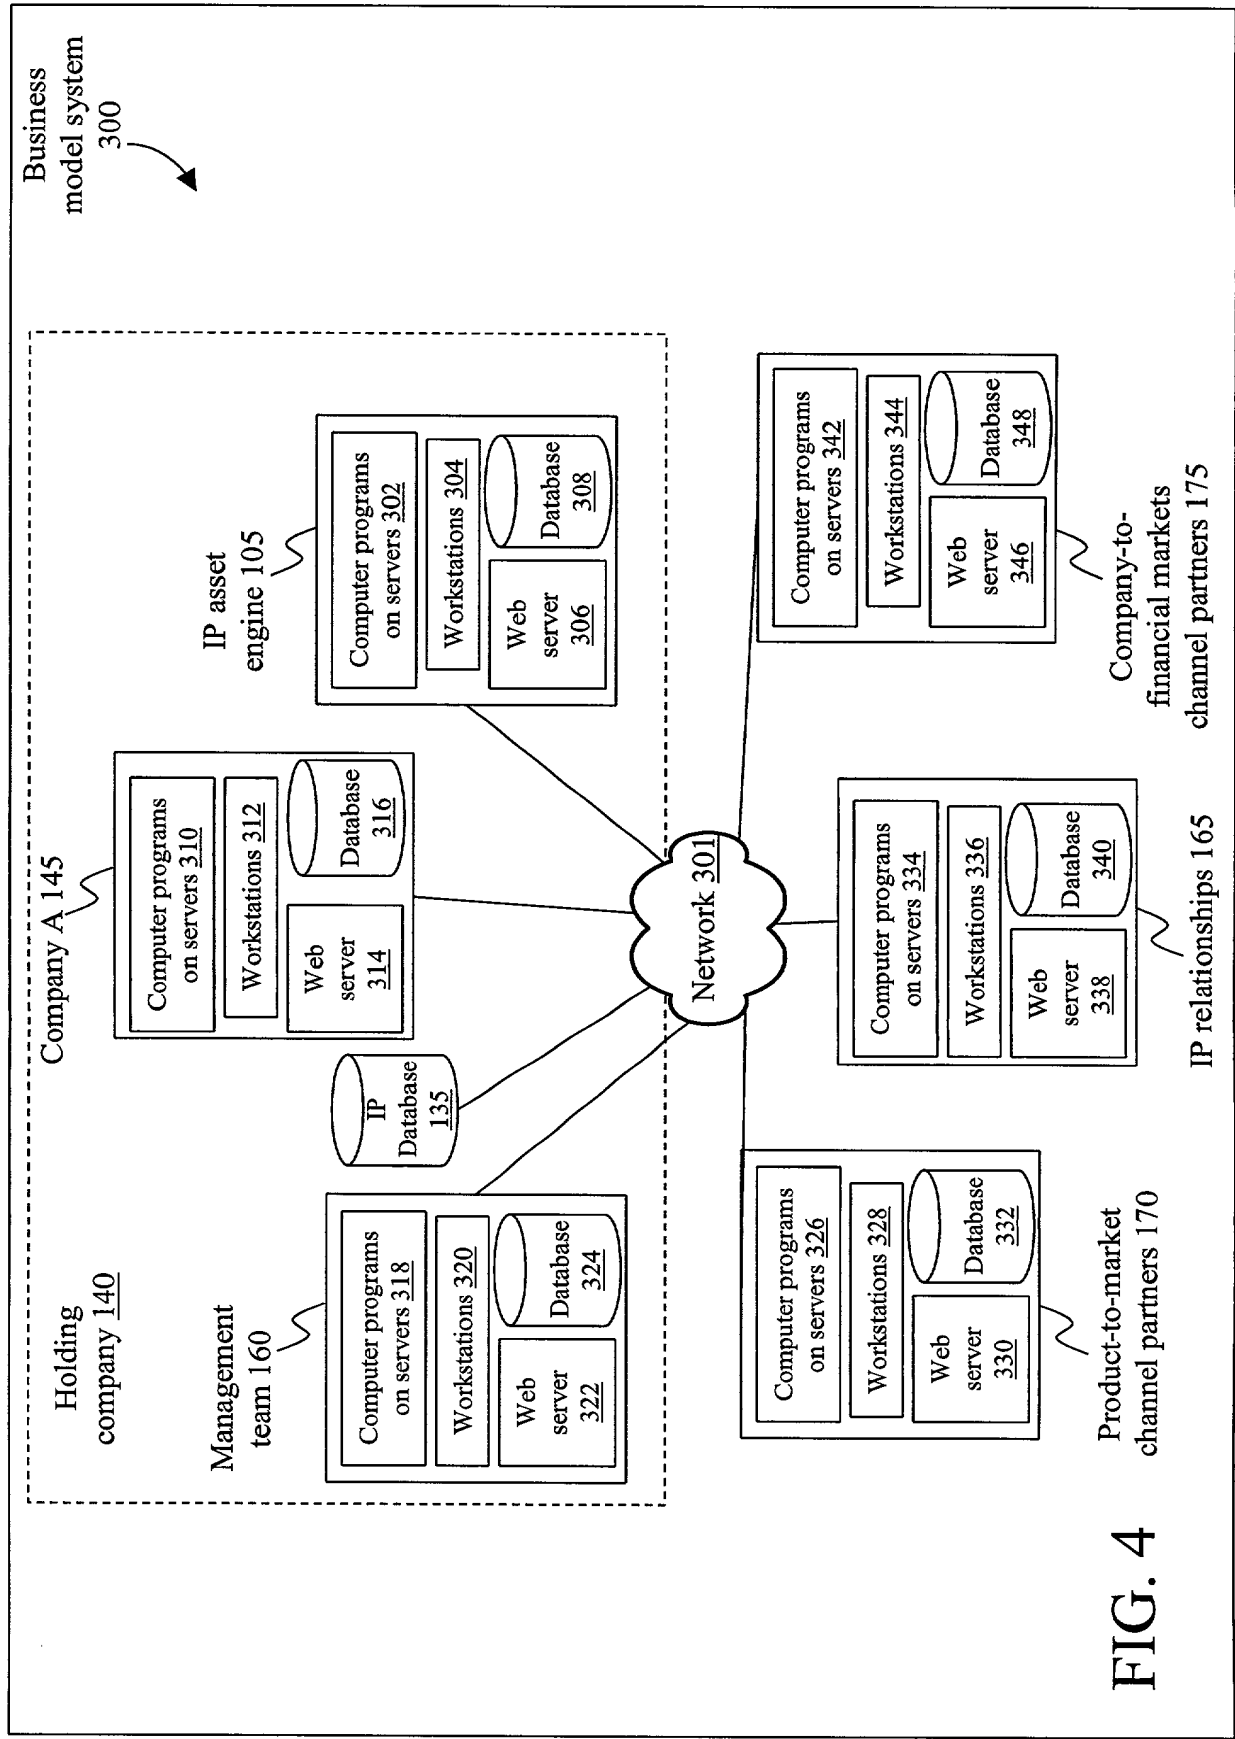 Business
model system
300
Holding
company 140
Management
team 160
Computer programs
on servers 318
Workstations 320
Web
server
322
Database
324
IP
Database
135
Company A 145
Computer programs
on servers 310
Workstations 312
Web
server
314
Database
316
IP asset
engine 105
Computer programs
on servers 302
Workstations 304
Web
server
306
Database
308
Network 301
Computer programs
on servers 326
Workstations 328
Web
server
330
Database
332
Product-to-market
channel partners 170
Computer programs
on servers 334
Workstations 336
Web
server
338
Database
340
IP relationships 165
Computer programs
on servers 342
Workstations 344
Web
server
346
Database
348
Company-to-
financial markets
channel partners 175
FIG. 4